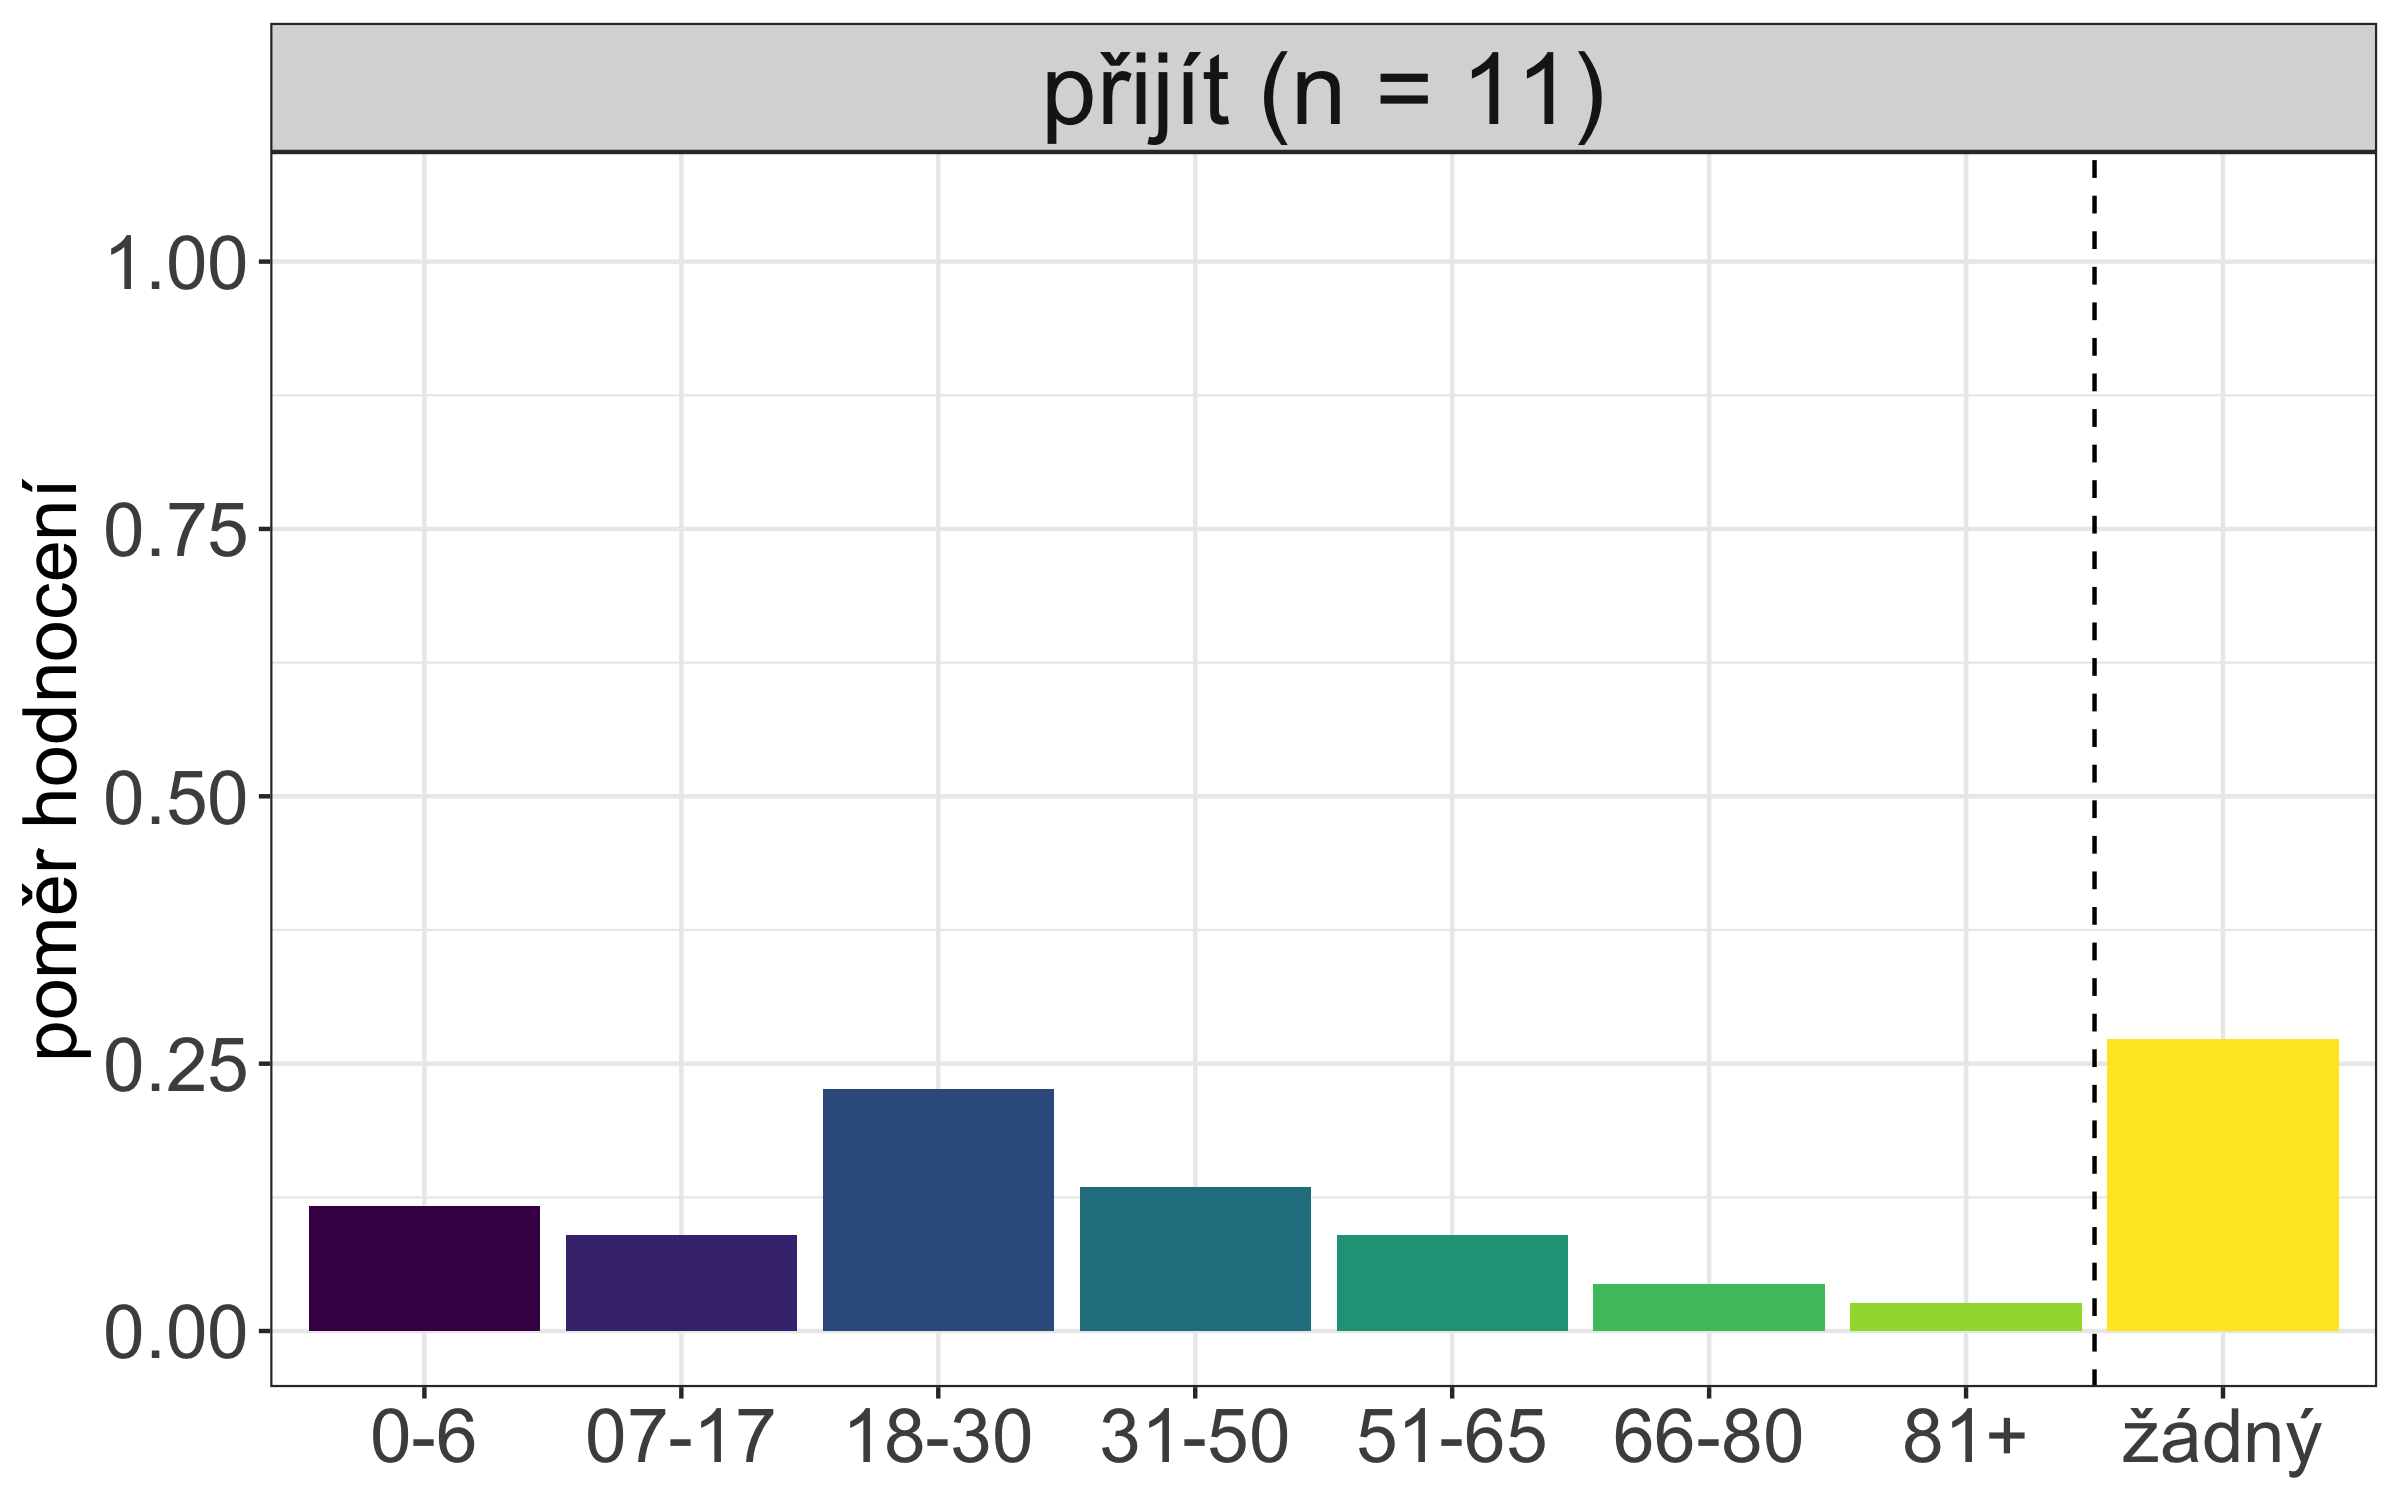 přijít (n = 11)
poměr hodnocení
1.00
0.75
0.50
0.25
0.00
0-6 07-17 18-30 31-50 51-65 66-80 81+ žádný